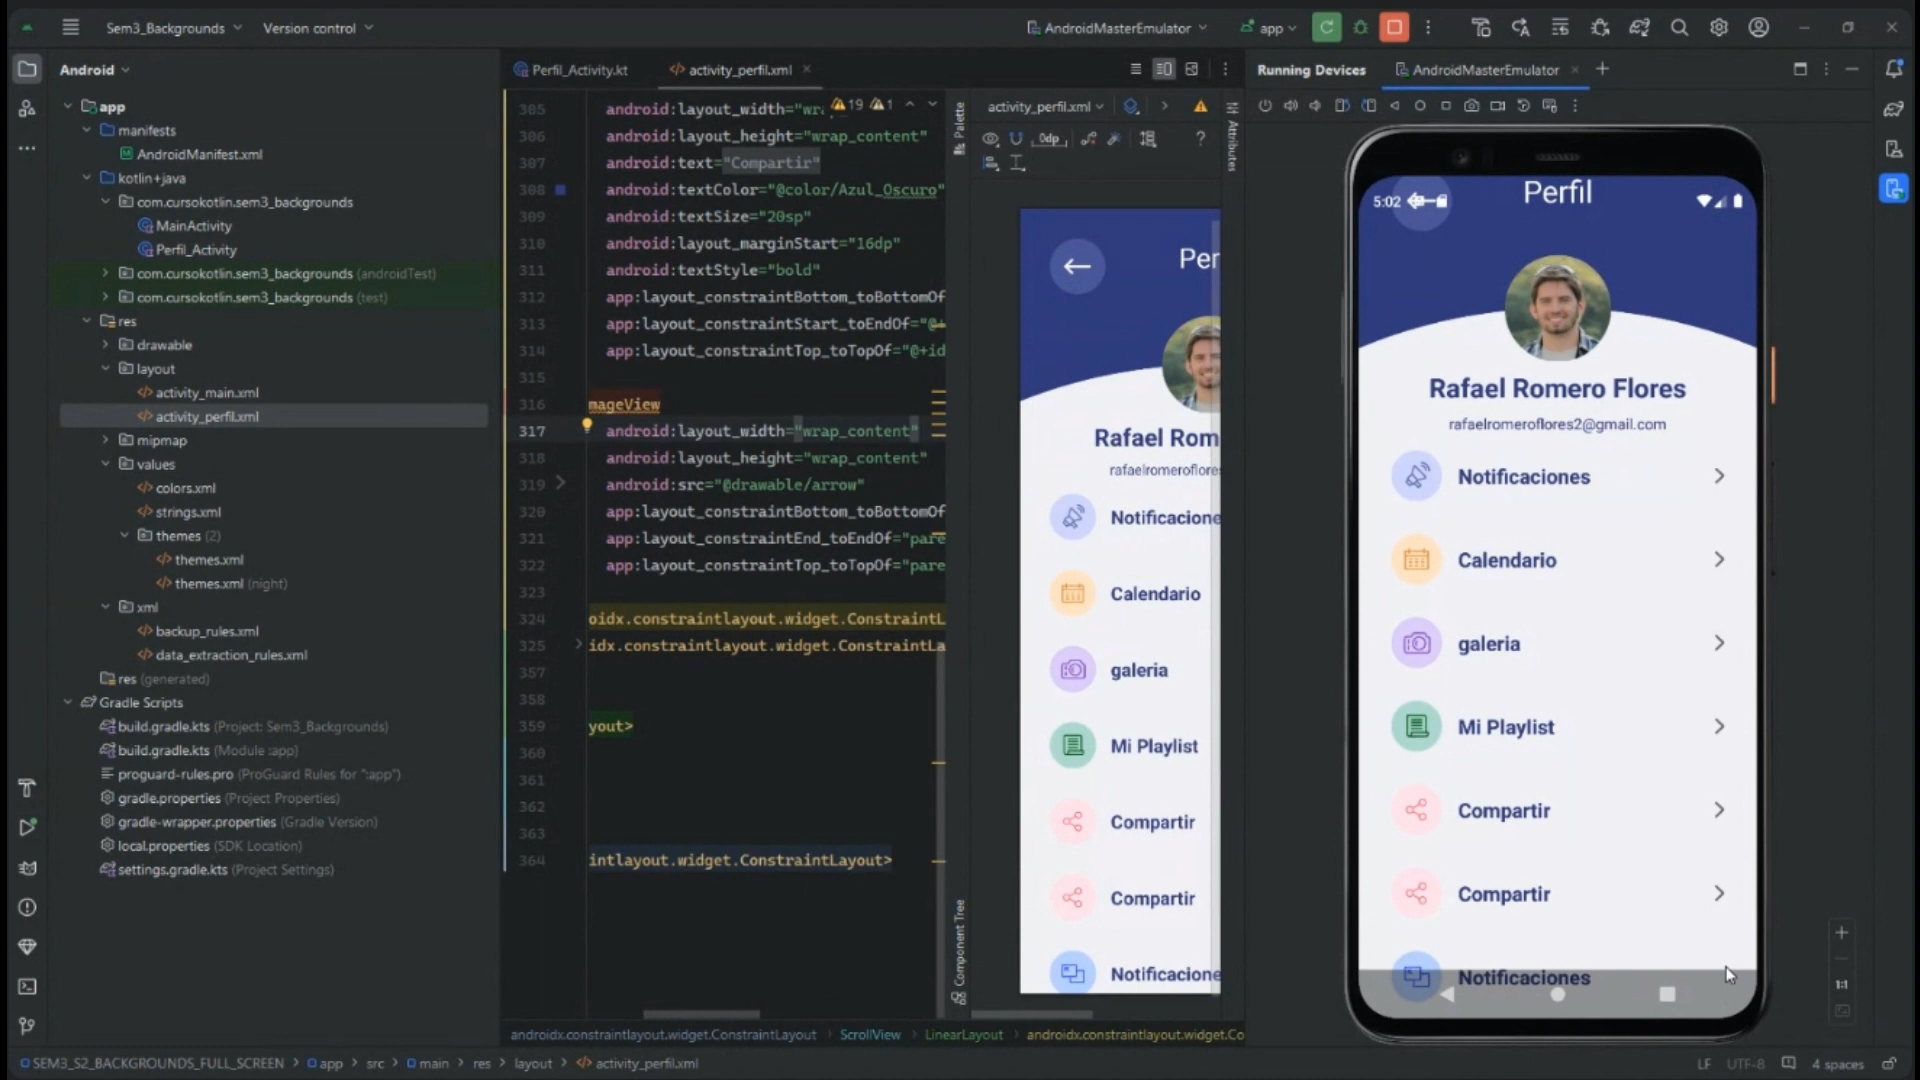 Sem3_Backgrounds
Version control
AndroidMasterEmulator
app
Android
app
manifests
AndroidManifest.xml
kotlin+java
com.cursokotlin.sem3_backgrounds
MainActivity
Perfil_Activity
com.cursokotlin.sem3_backgrounds (androidTest)
com.cursokotlin.sem3_backgrounds (test)
res
drawable
layout
activity_main.xml
activity_perfil.xml
mipmap
values
colors.xml
strings.xml
themes (2)
themes.xml
themes.xml (night)
xml
backup_rules.xml
data_extraction_rules.xml
res (generated)
Gradle Scripts
build.gradle.kts (Project: Sem3_Backgrounds)
build.gradle.kts (Module :app)
proguard-rules.pro (ProGuard Rules for ":app")
gradle.properties (Project Properties)
gradle-wrapper.properties (Gradle Version)
local.properties (SDK Location)
settings.gradle.kts (Project Settings)
Perfil_Activity.kt
activity_perfil.xml
19 1
305 android:layout_width="wr
306 android:layout_height="wrap_content"
307 android:text="Compartir"
308 android:textColor="@color/Azul_Oscuro"
309 android:textSize="20sp"
310 android:layout_marginStart="16dp"
311 android:textStyle="bold"
312 app:layout_constraintBottom_toBottomOf
313 app:layout_constraintStart_toEndOf="@+
314 app:layout_constraintTop_toTopOf="@+id
315
316 mageView
317 android:layout_width="wrap_content"
318 android:layout_height="wrap_content"
319 android:src="@drawable/arrow"
320 app:layout_constraintBottom_toBottomOf
321 app:layout_constraintEnd_toEndOf="pare
322 app:layout_constraintTop_toTopOf="pare
323
324 oidx.constraintlayout.widget.ConstraintL
325 idx.constraintlayout.widget.ConstraintLa
357
358
359 yout>
360
361
362
363
364 intlayout.widget.ConstraintLayout>
androidx.constraintlayout.widget.ConstraintLayout
ScrollView
LinearLayout
androidx.constraintlayout.widget.Co
Palette
Component Tree
activity_perfil.xml
0dp
?
Attributes
Per
Rafael Rom
rafaelromeroflores
Notificacione
Calendario
galeria
Mi Playlist
Compartir
Compartir
Notificacione
Running Devices
AndroidMasterEmulator
5:02
Perfil
Rafael Romero Flores
rafaelromeroflores2@gmail.com
Notificaciones
Calendario
galeria
Mi Playlist
Compartir
Compartir
Notificaciones
1:1
SEM3_S2_BACKGROUNDS_FULL_SCREEN
app
src
main
res
layout
activity_perfil.xml
LF
UTF-8
4 spaces